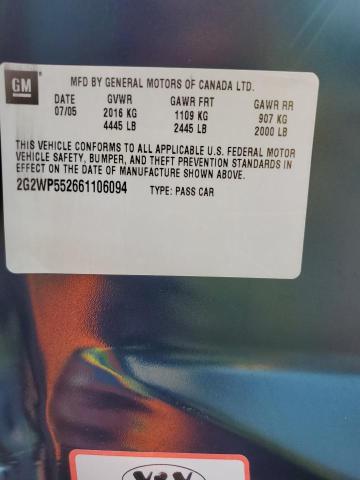 GM
MFD BY GENERAL MOTORS OF CANADA LTD.
DATE GVWR GAWR FRT GAWR RR
07/05 2016 KG 1109 KG 907 KG
4445 LB 2445 LB 2000 LB
THIS VEHICLE CONFORMS TO ALL APPLICABLE U.S. FEDERAL MOTOR
VEHICLE SAFETY, BUMPER, AND THEFT PREVENTION STANDARDS IN
EFFECT ON THE DATE OF MANUFACTURE SHOWN ABOVE.
2G2WP552661106094 TYPE: PASS CAR